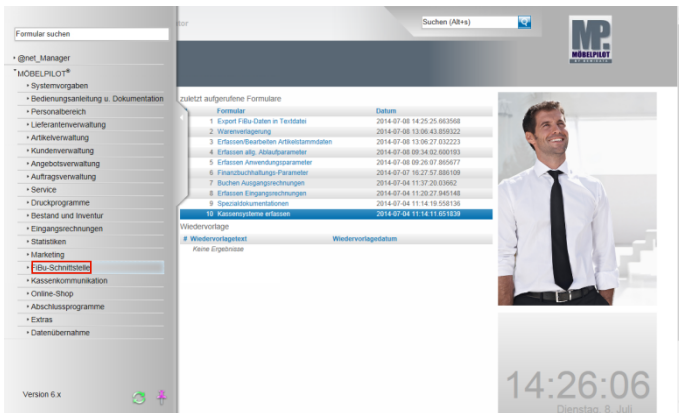 tor
Suchen (Alt+s)
Formular suchen
MP
MÖBELPILOT
@net_Manager
MÖBELPILOT®
Systemvorgaben
Bedienungsanleitung u. Dokumentation
Personalbereich
Lieferantenverwaltung
Artikelverwaltung
Kundenverwaltung
Angebotsverwaltung
Auftragsverwaltung
Service
Druckprogramme
Bestand und Inventur
Eingangsrechnungen
Statistiken
Marketing
FiBu-Schnittstelle
Kassenkommunikation
Online-Shop
Abschlussprogramme
Extras
Datenübernahme
Version 6.x
zuletzt aufgerufene Formulare
Formular Datum
1 Export FiBu-Daten in Textdatei 2014-07-08 14:25:25.663568
2 Warenverlagerung 2014-07-08 13:06:43.859322
3 Erfassen/Bearbeiten Artikelstammdaten 2014-07-08 13:96:27.032223
4 Erfassen allg. Ablaufparameter 2014-07-08 09:34:02.600193
5 Erfassen Anwendungsparameter 2014-07-08 09:26:07.865677
6 Finanzbuchhaltungs-Parameter 2014-07-07 16:27:57.886109
7 Buchen Ausgangsrechnungen 2014-07-04 11:37:20.03662
8 Erfassen Eingangsrechnungen 2014-07-04 11:20:27.945148
9 Spezialdokumentationen 2014-07-04 11:14:19.558136
10 Kassensysteme erfassen 2014-07-04 11:14:11.651839
Wiedervorlage
# Wiedervorlagetext Wiedervorlagedatum
Keine Ergebnisse
14:26:06
Dienstag, 8. Juli